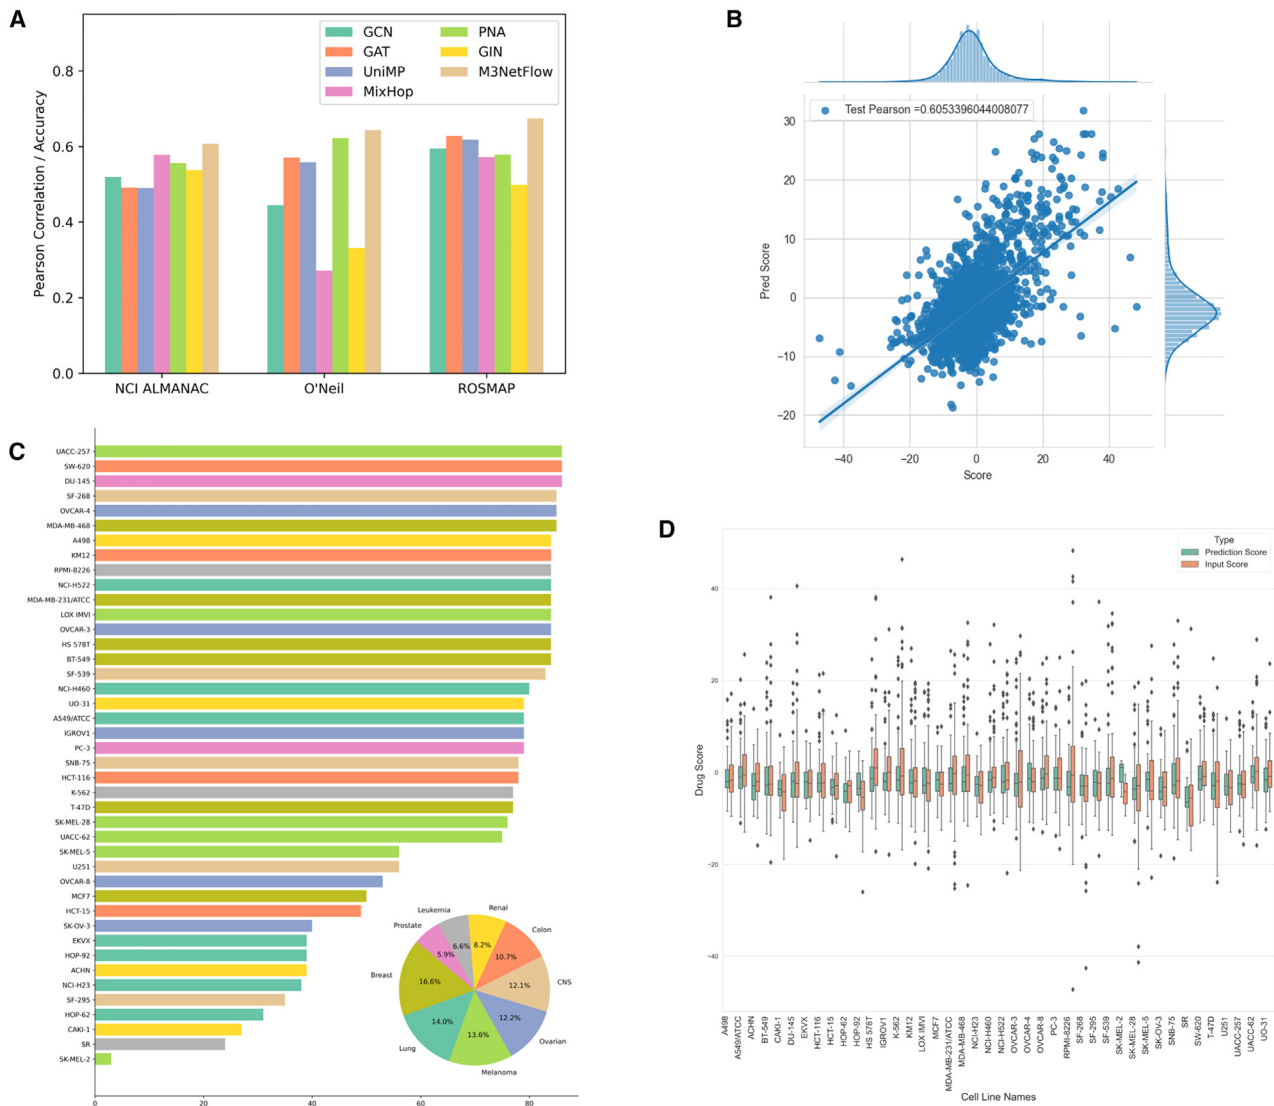 A
Pearson Correlation / Accuracy
0.8
0.6
0.4
0.2
0.0
GCN
GAT
UniMP
MixHop
PNA
GIN
M3NetFlow
NCI ALMANAC
O'Neil
ROSMAP
B
Test Pearson =0.6053396044008077
Pred Score
30
20
10
0
−10
−20
−40
−20
0
20
40
Score
C
UACC-257
SW-620
DU-145
SF-268
OVCAR-4
MDA-MB-468
A498
KM12
RPMI-8226
NCI-H522
MDA-MB-231/ATCC
LOX IMVI
OVCAR-3
HS 578T
BT-549
SF-539
NCI-H460
UO-31
A549/ATCC
IGROV1
PC-3
SNB-75
HCT-116
K-562
T-47D
SK-MEL-28
UACC-62
SK-MEL-5
U251
OVCAR-8
MCF7
HCT-15
SK-OV-3
EKVX
HOP-92
ACHN
NCI-H23
SF-295
HOP-62
CAKI-1
SR
SK-MEL-2
0
20
40
60
80
Leukemia
6.6%
Renal
8.2%
Colon
10.7%
CNS
12.1%
Ovarian
12.2%
Melanoma
13.6%
Lung
14.0%
Breast
16.6%
Prostate
5.9%
D
Type
Prediction Score
Input Score
Drug Score
40
20
0
−20
−40
A498
A549/ATCC
ACHN
BT-549
CAKI-1
DU-145
EKVX
HCT-116
HCT-15
HOP-62
HOP-92
HS 578T
IGROV1
K-562
KM12
LOX IMVI
MCF7
MDA-MB-231/ATCC
MDA-MB-468
NCI-H23
NCI-H460
NCI-H522
OVCAR-3
OVCAR-4
OVCAR-8
PC-3
RPMI-8226
SF-268
SF-295
SF-539
SK-MEL-2
SK-MEL-28
SK-MEL-5
SK-OV-3
SNB-75
SR
SW-620
T-47D
U251
UACC-257
UACC-62
UO-31
Cell Line Names